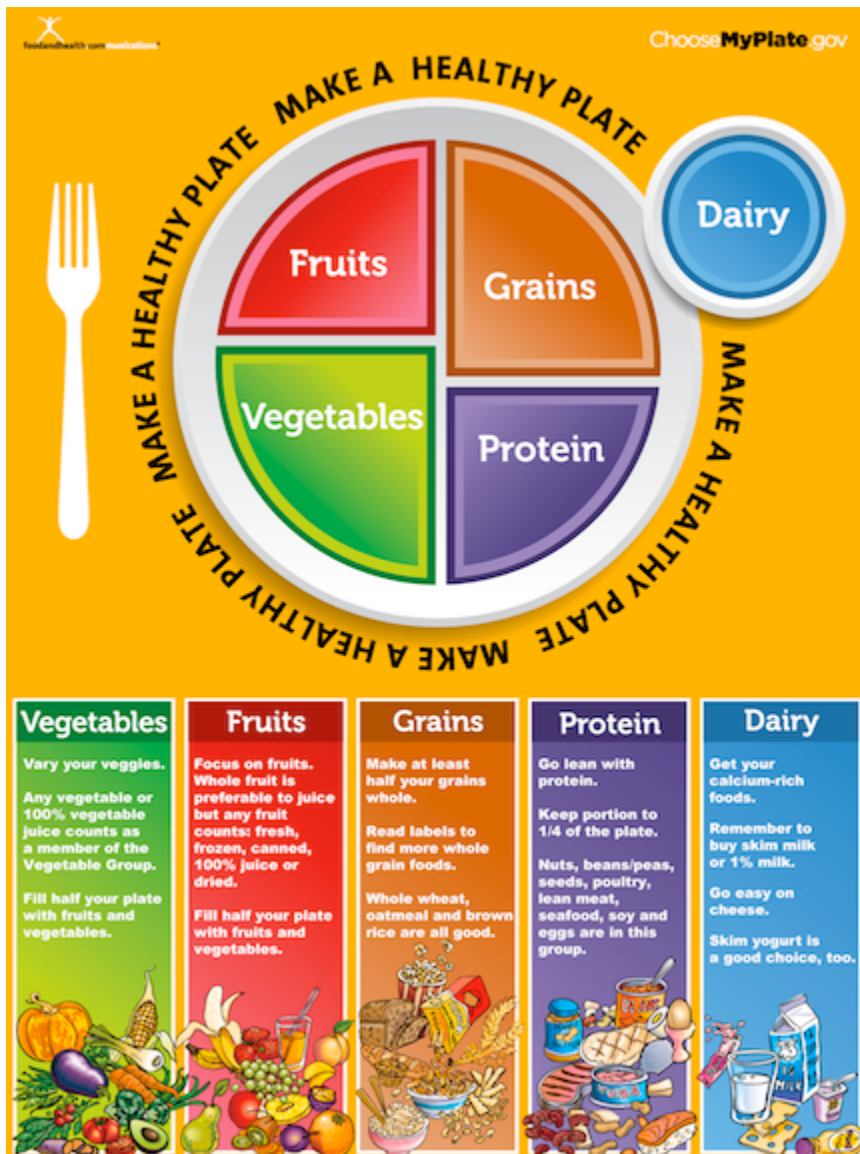 foodandhealth communications
ChooseMyPlate.gov
MAKE A HEALTHY PLATE
MAKE A HEALTHY PLATE
MAKE A HEALTHY PLATE
MAKE A HEALTHY PLATE
MAKE A HEALTHY PLATE
Fruits
Grains
Dairy
Vegetables
Protein
Vegetables
Vary your veggies.
Any vegetable or
100% vegetable
juice counts as
a member of the
Vegetable Group.
Fill half your plate
with fruits and
vegetables.
Fruits
Focus on fruits.
Whole fruit is
preferable to juice
but any fruit
counts: fresh,
frozen, canned,
100% juice or
dried.
Fill half your plate
with fruits and
vegetables.
Grains
Make at least
half your grains
whole.
Read labels to
find more whole
grain foods.
Whole wheat,
oatmeal and brown
rice are all good.
Protein
Go lean with
protein.
Keep portion to
1/4 of the plate.
Nuts, beans/peas,
seeds, poultry,
lean meat,
seafood, soy and
eggs are in this
group.
TUNA
Dairy
Get your
calcium-rich
foods.
Remember to
buy skim milk
or 1% milk.
Go easy on
cheese.
Skim yogurt is
a good choice, too.
MILK